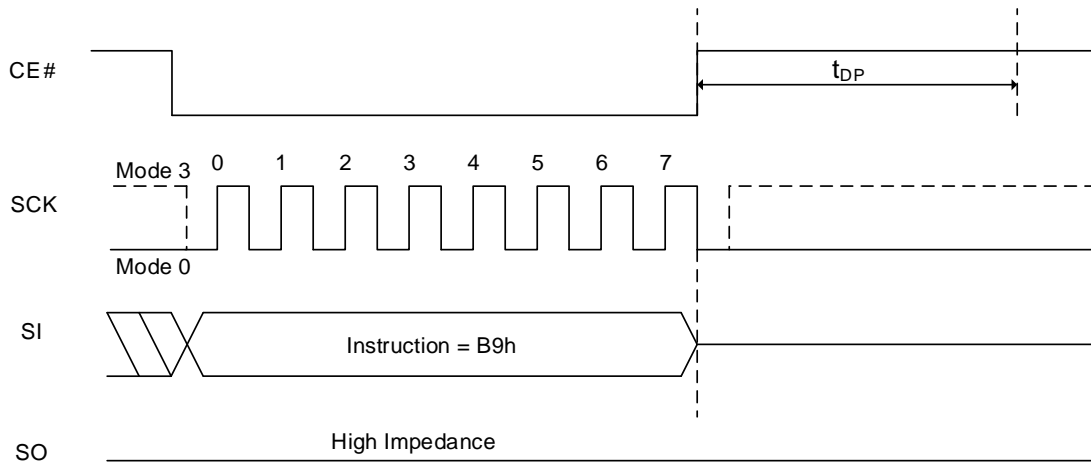 CE#
tDP
Mode 3
0 1 2 3 4 5 6 7
SCK
Mode 0
SI
Instruction = B9h
SO
High Impedance